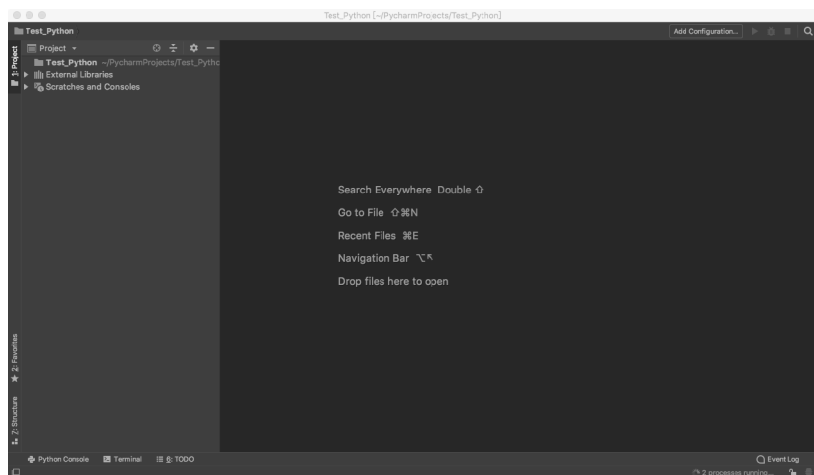 Test_Python [~/PycharmProjects/Test_Python]
Test_Python
Add Configuration...
1: Project
Project
Test_Python ~/PycharmProjects/Test_Pytho
External Libraries
Scratches and Consoles
Search Everywhere Double ⇧
Go to File ⇧⌘N
Recent Files ⌘E
Navigation Bar ⌥↖
Drop files here to open
2: Favorites
7: Structure
Python Console
Terminal
6: TODO
Event Log
2 processes running...